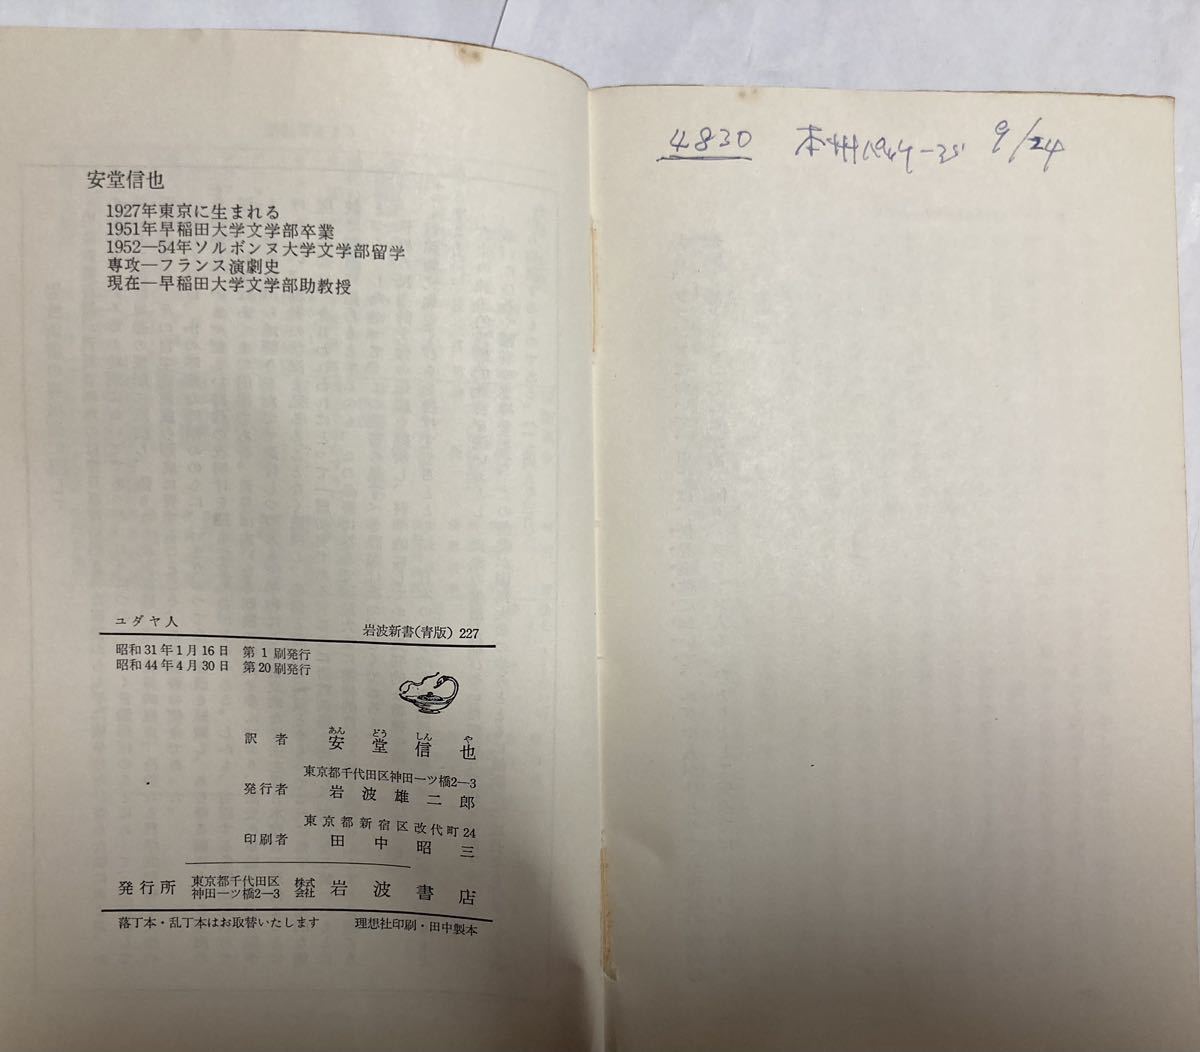 安堂信也
1927年東京に生まれる
1951年早稲田大学文学部卒業
1952—54年ソルボンヌ大学文学部留学
専攻—フランス演劇史
現在—早稲田大学文学部助教授
ユダヤ人 岩波新書(青版)227
昭和31年1月16日 第1刷発行
昭和44年4月30日 第20刷発行
あん どう しん や
訳者 安堂信也
東京都千代田区神田一ツ橋2—3
発行者 岩波雄二郎
東京都新宿区改代町24
印刷者 田中昭三
発行所 東京都千代田区神田一ツ橋2—3 株式会社 岩波書店
落丁本・乱丁本はお取替いたします 理想社印刷・田中製本
4830 本州 9/24